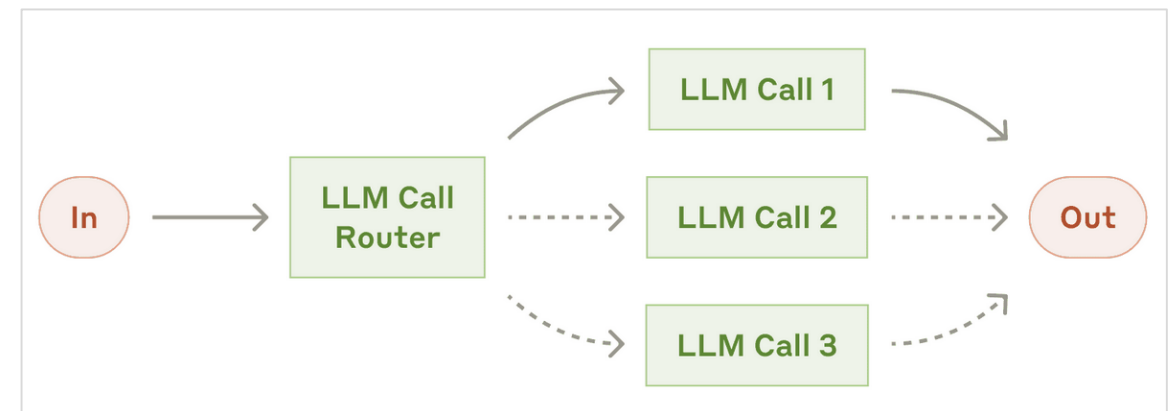 In
LLM Call
Router
LLM Call 1
LLM Call 2
LLM Call 3
Out